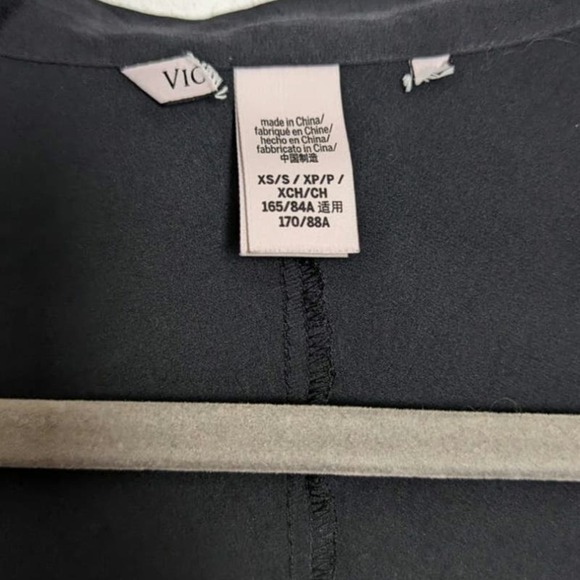 VIC
made in China/
fabriqué en Chine/
hecho en China/
fabbricato in Cina/
中国制造
XS/S / XP/P /
XCH/CH
165/84A 适用
170/88A